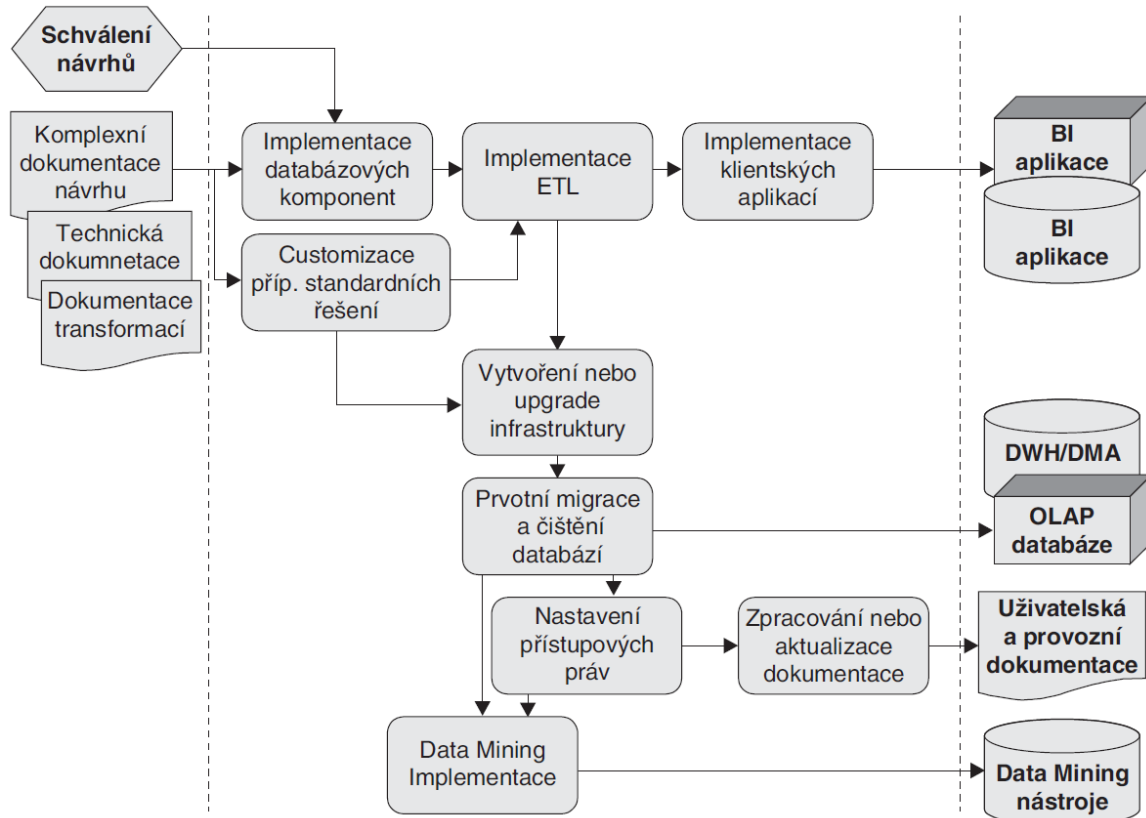 Schválení
návrhů
Komplexní
dokumentace
návrhu
Technická
dokumnetace
Dokumentace
transformací
Implementace
databázových
komponent
Implementace
ETL
Implementace
klientských
aplikací
Customizace
příp. standardních
řešení
Vytvoření nebo
upgrade
infrastruktury
Prvotní migrace
a čištění
databází
Nastavení
přístupových
práv
Zpracování nebo
aktualizace
dokumentace
Data Mining
Implementace
BI
aplikace
BI
aplikace
DWH/DMA
OLAP
databáze
Uživatelská
a provozní
dokumentace
Data Mining
nástroje